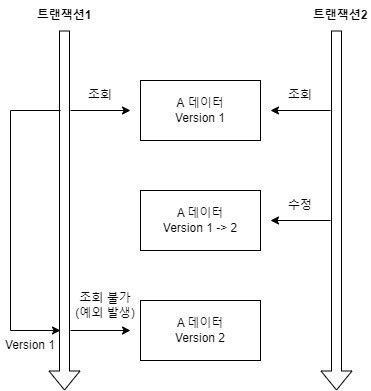 트랜잭션1
트랜잭션2
조회
A 데이터
Version 1
조회
A 데이터
Version 1 -> 2
수정
조회 불가
(예외 발생)
A 데이터
Version 2
Version 1